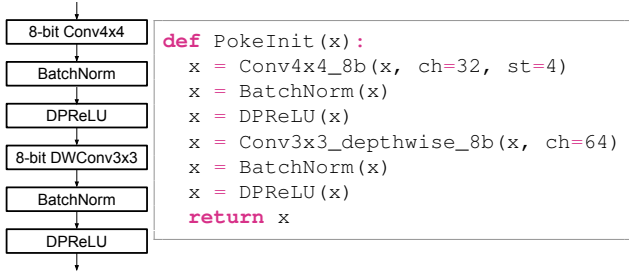 8-bit Conv4x4
BatchNorm
DPReLU
8-bit DWConv3x3
BatchNorm
DPReLU
def PokeInit(x):
x = Conv4x4_8b(x, ch=32, st=4)
x = BatchNorm(x)
x = DPReLU(x)
x = Conv3x3_depthwise_8b(x, ch=64)
x = BatchNorm(x)
x = DPReLU(x)
return x